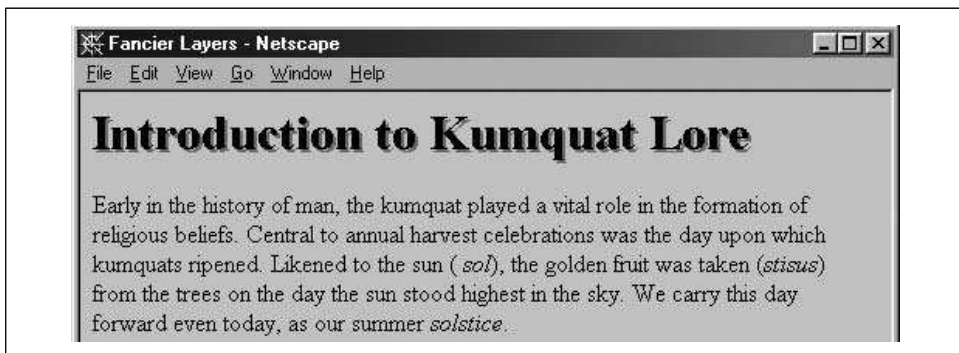 Fancier Layers - Netscape
File Edit View Go Window Help
Introduction to Kumquat Lore
Early in the history of man, the kumquat played a vital role in the formation of
religious beliefs. Central to annual harvest celebrations was the day upon which
kumquats ripened. Likened to the sun ( sol), the golden fruit was taken (stisus)
from the trees on the day the sun stood highest in the sky. We carry this day
forward even today, as our summer solstice.